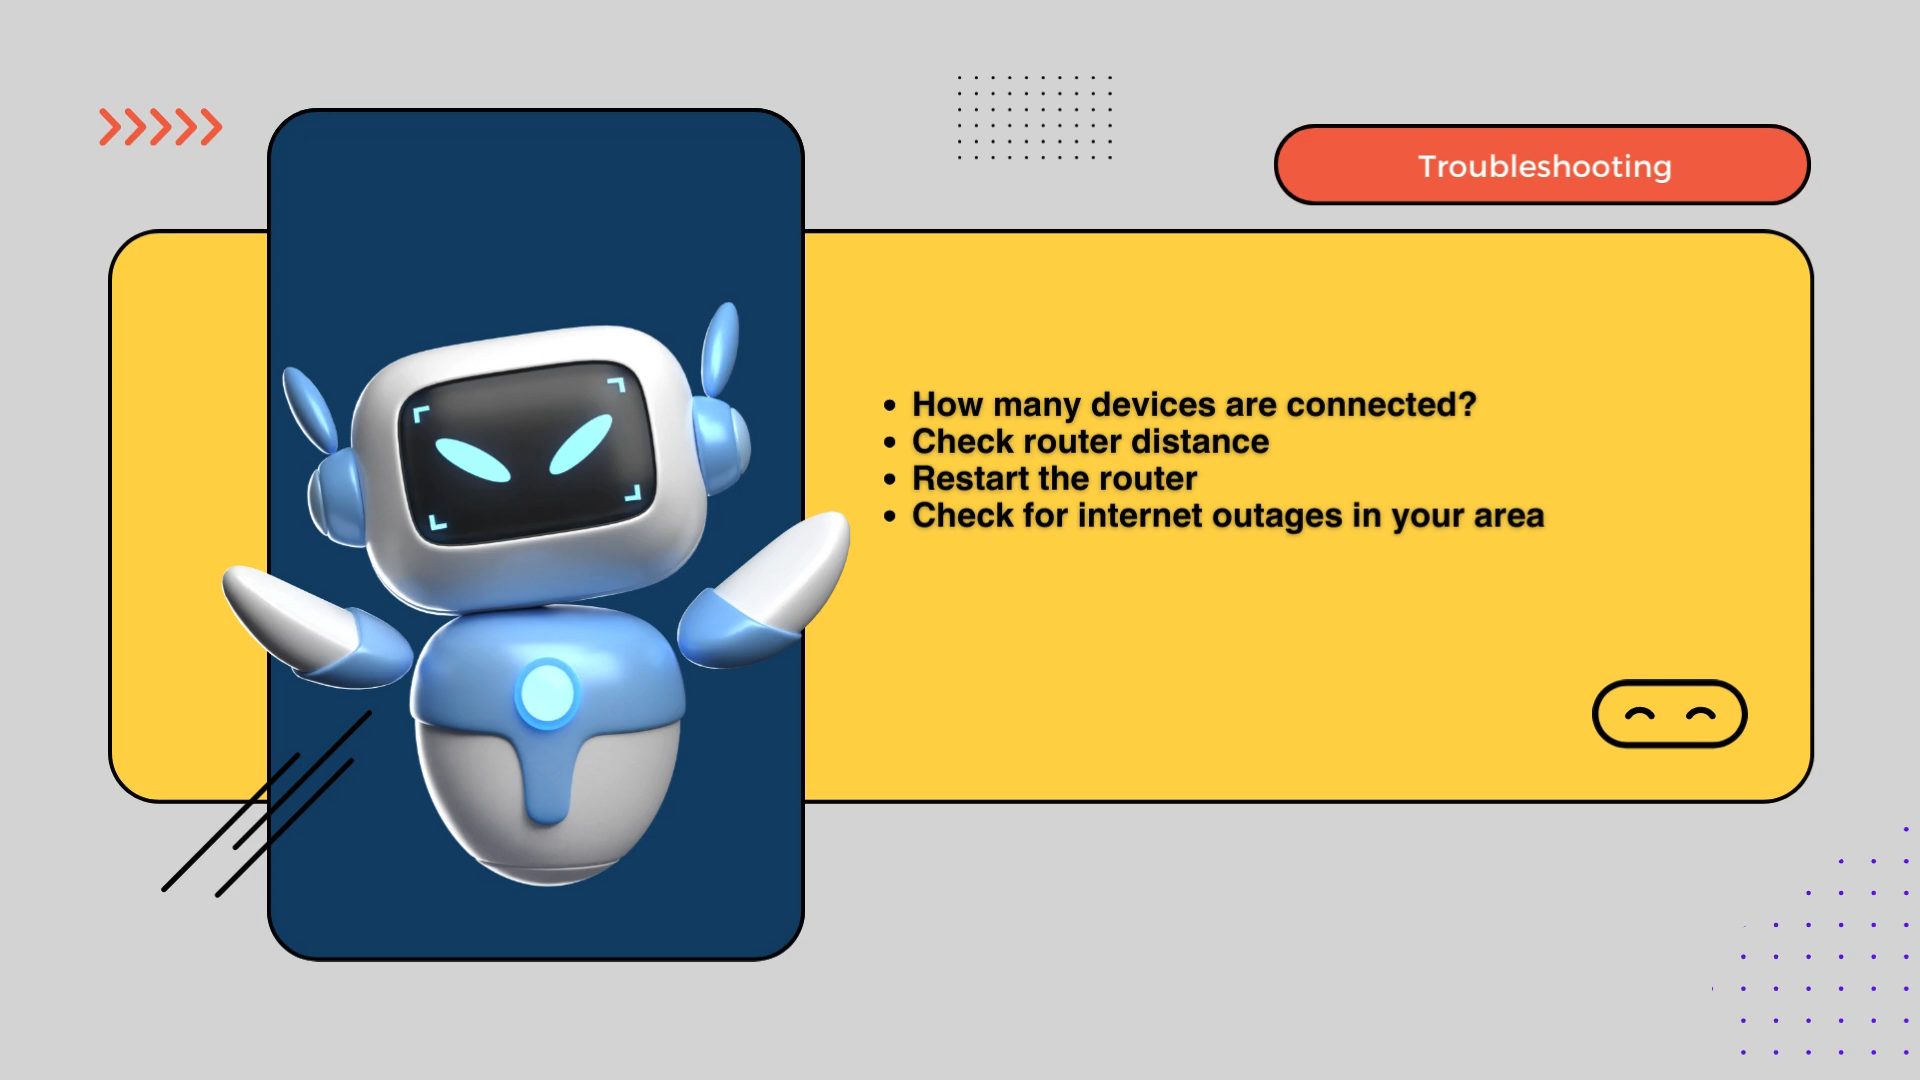 Troubleshooting
• How many devices are connected?
• Check router distance
• Restart the router
• Check for internet outages in your area